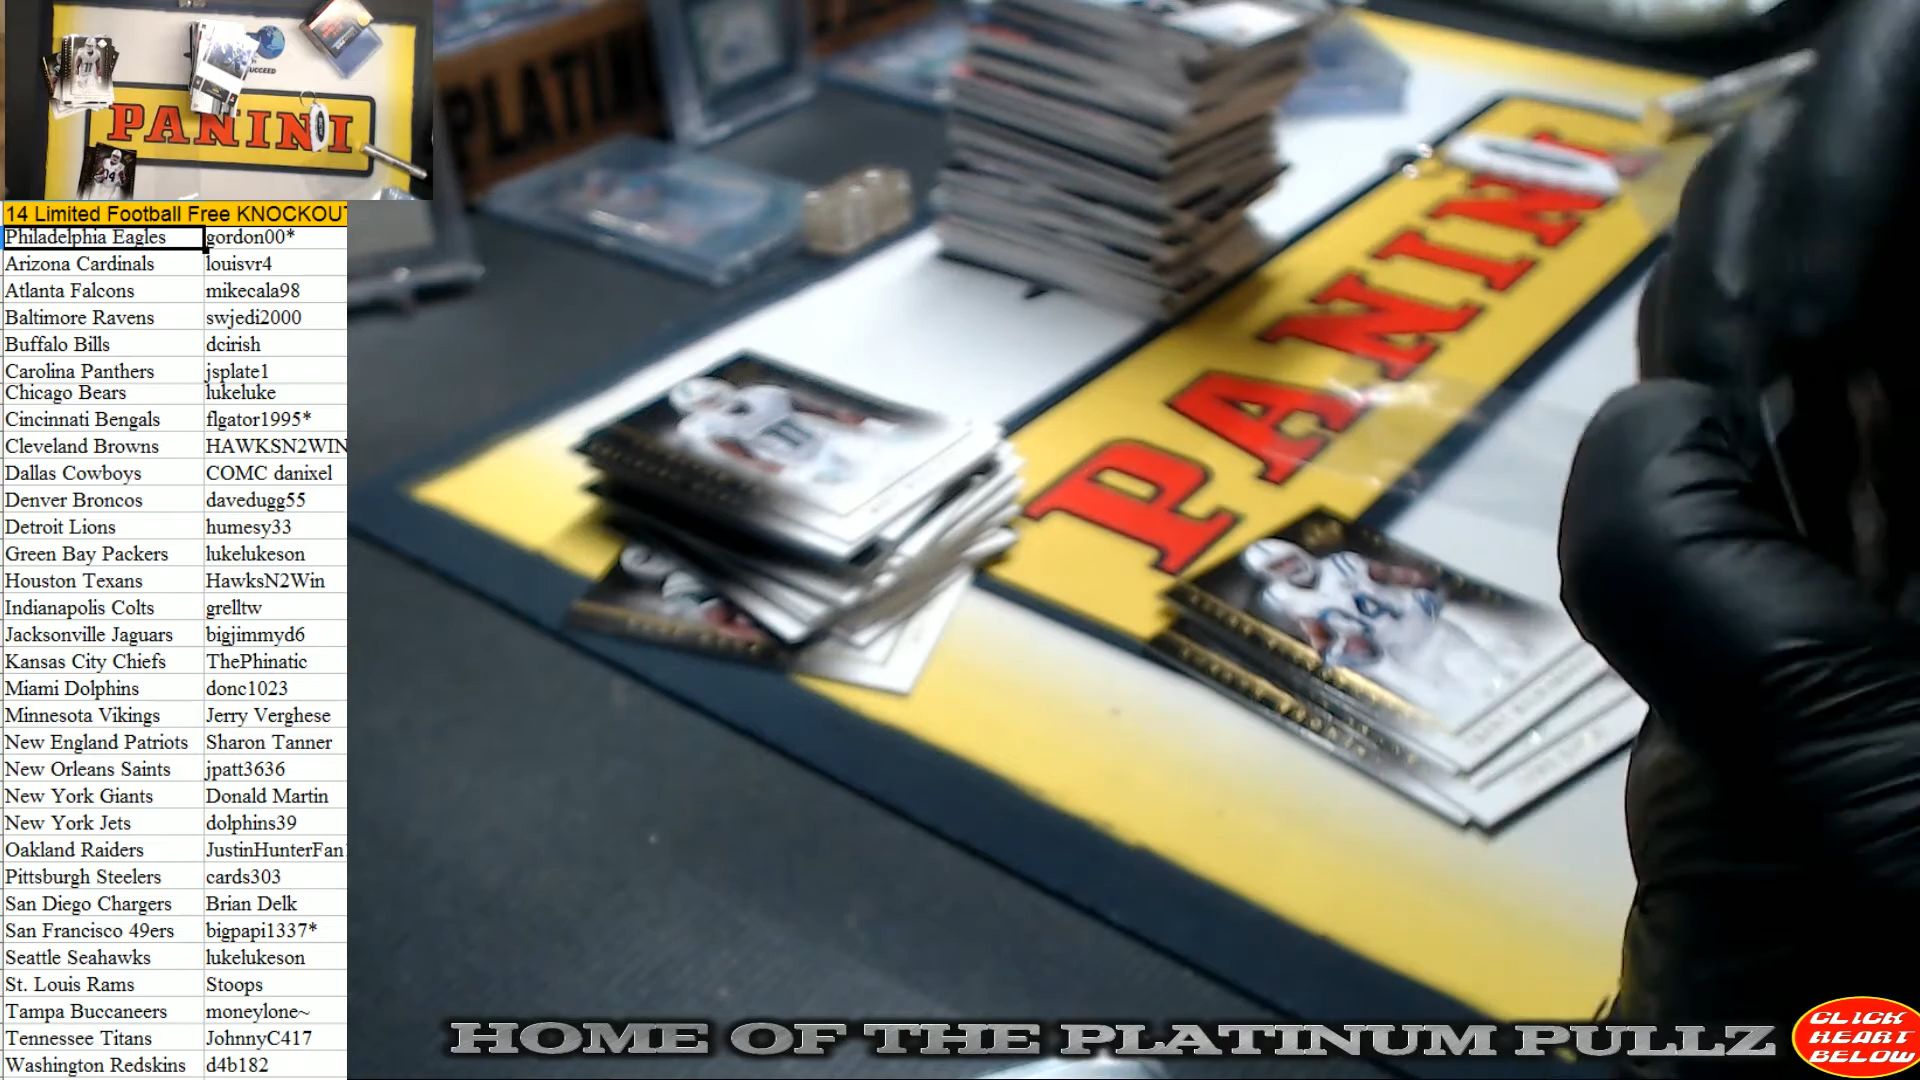 SUCCEED
PANINI
14 Limited Football Free KNOCKOUT
Philadelphia Eagles gordon00*
Arizona Cardinals louisvr4
Atlanta Falcons mikecala98
Baltimore Ravens swjedi2000
Buffalo Bills dcirish
Carolina Panthers jsplate1
Chicago Bears lukeluke
Cincinnati Bengals flgator1995*
Cleveland Browns HAWKSN2WIN
Dallas Cowboys COMC danixel
Denver Broncos davedugg55
Detroit Lions humesy33
Green Bay Packers lukelukeson
Houston Texans HawksN2Win
Indianapolis Colts grelltw
Jacksonville Jaguars bigjimmyd6
Kansas City Chiefs ThePhinatic
Miami Dolphins donc1023
Minnesota Vikings Jerry Verghese
New England Patriots Sharon Tanner
New Orleans Saints jpatt3636
New York Giants Donald Martin
New York Jets dolphins39
Oakland Raiders JustinHunterFan
Pittsburgh Steelers cards303
San Diego Chargers Brian Delk
San Francisco 49ers bigpapi1337*
Seattle Seahawks lukelukeson
St. Louis Rams Stoops
Tampa Buccaneers moneylone~
Tennessee Titans JohnnyC417
Washington Redskins d4b182
PLATINUM
PANINI
11
34
HOME OF THE PLATINUM PULLZ
CLICK
HEART
BELOW